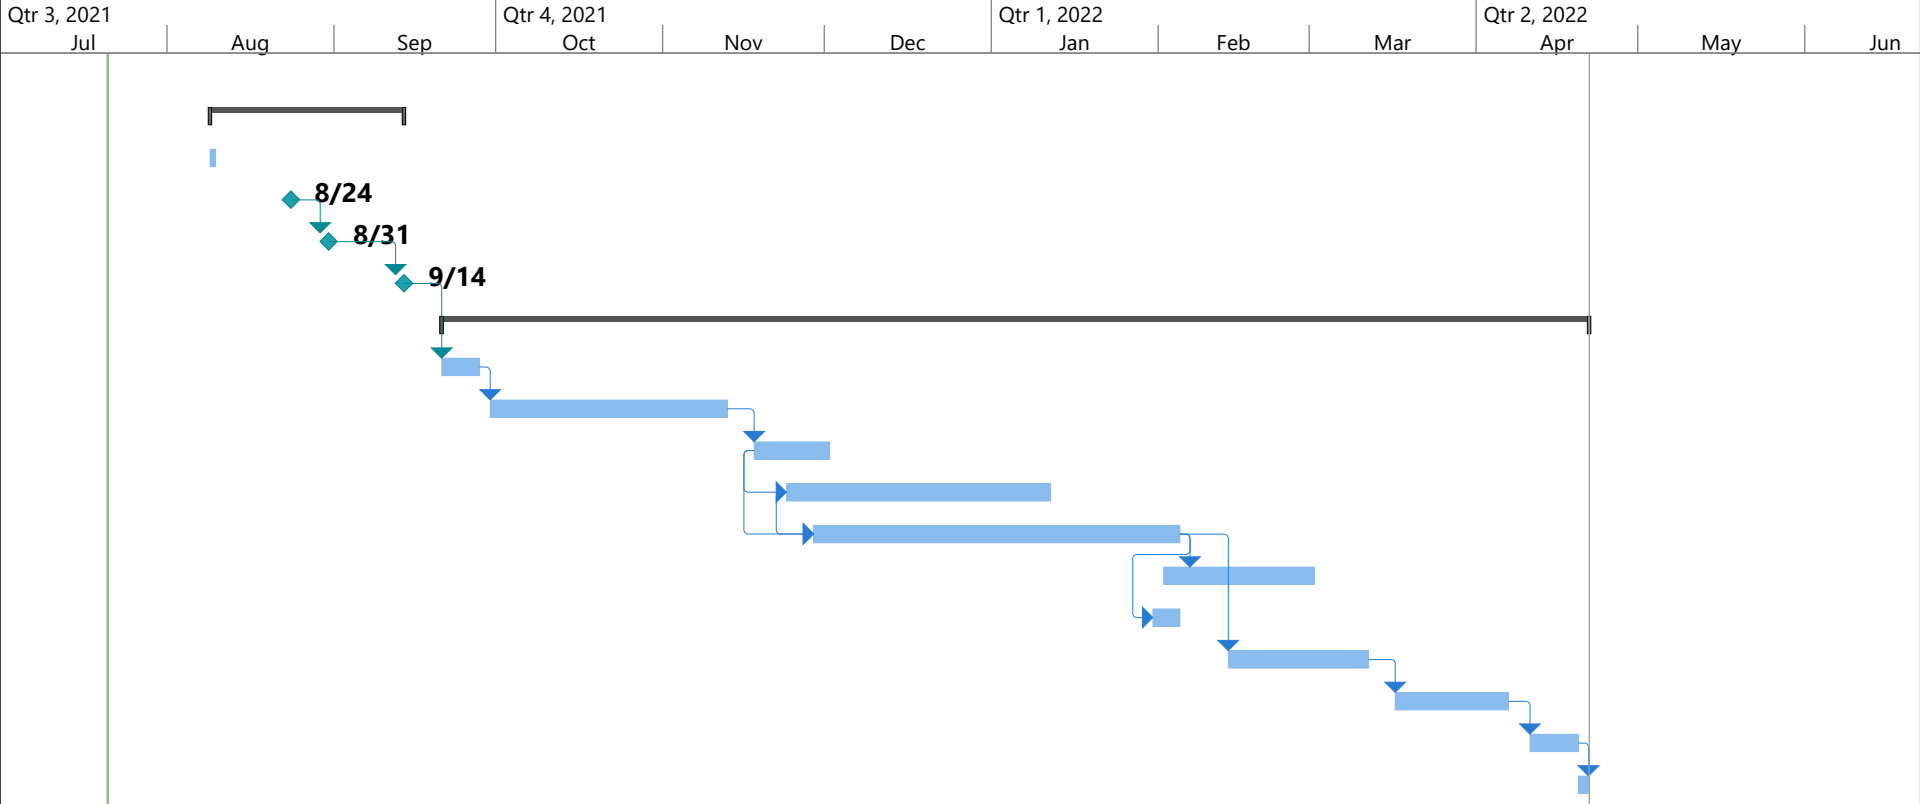 Qtr 3, 2021 Qtr 4, 2021 Qtr 1, 2022 Qtr 2, 2022
Jul Aug Sep Oct Nov Dec Jan Feb Mar Apr May Jun
8/24
8/31
9/14